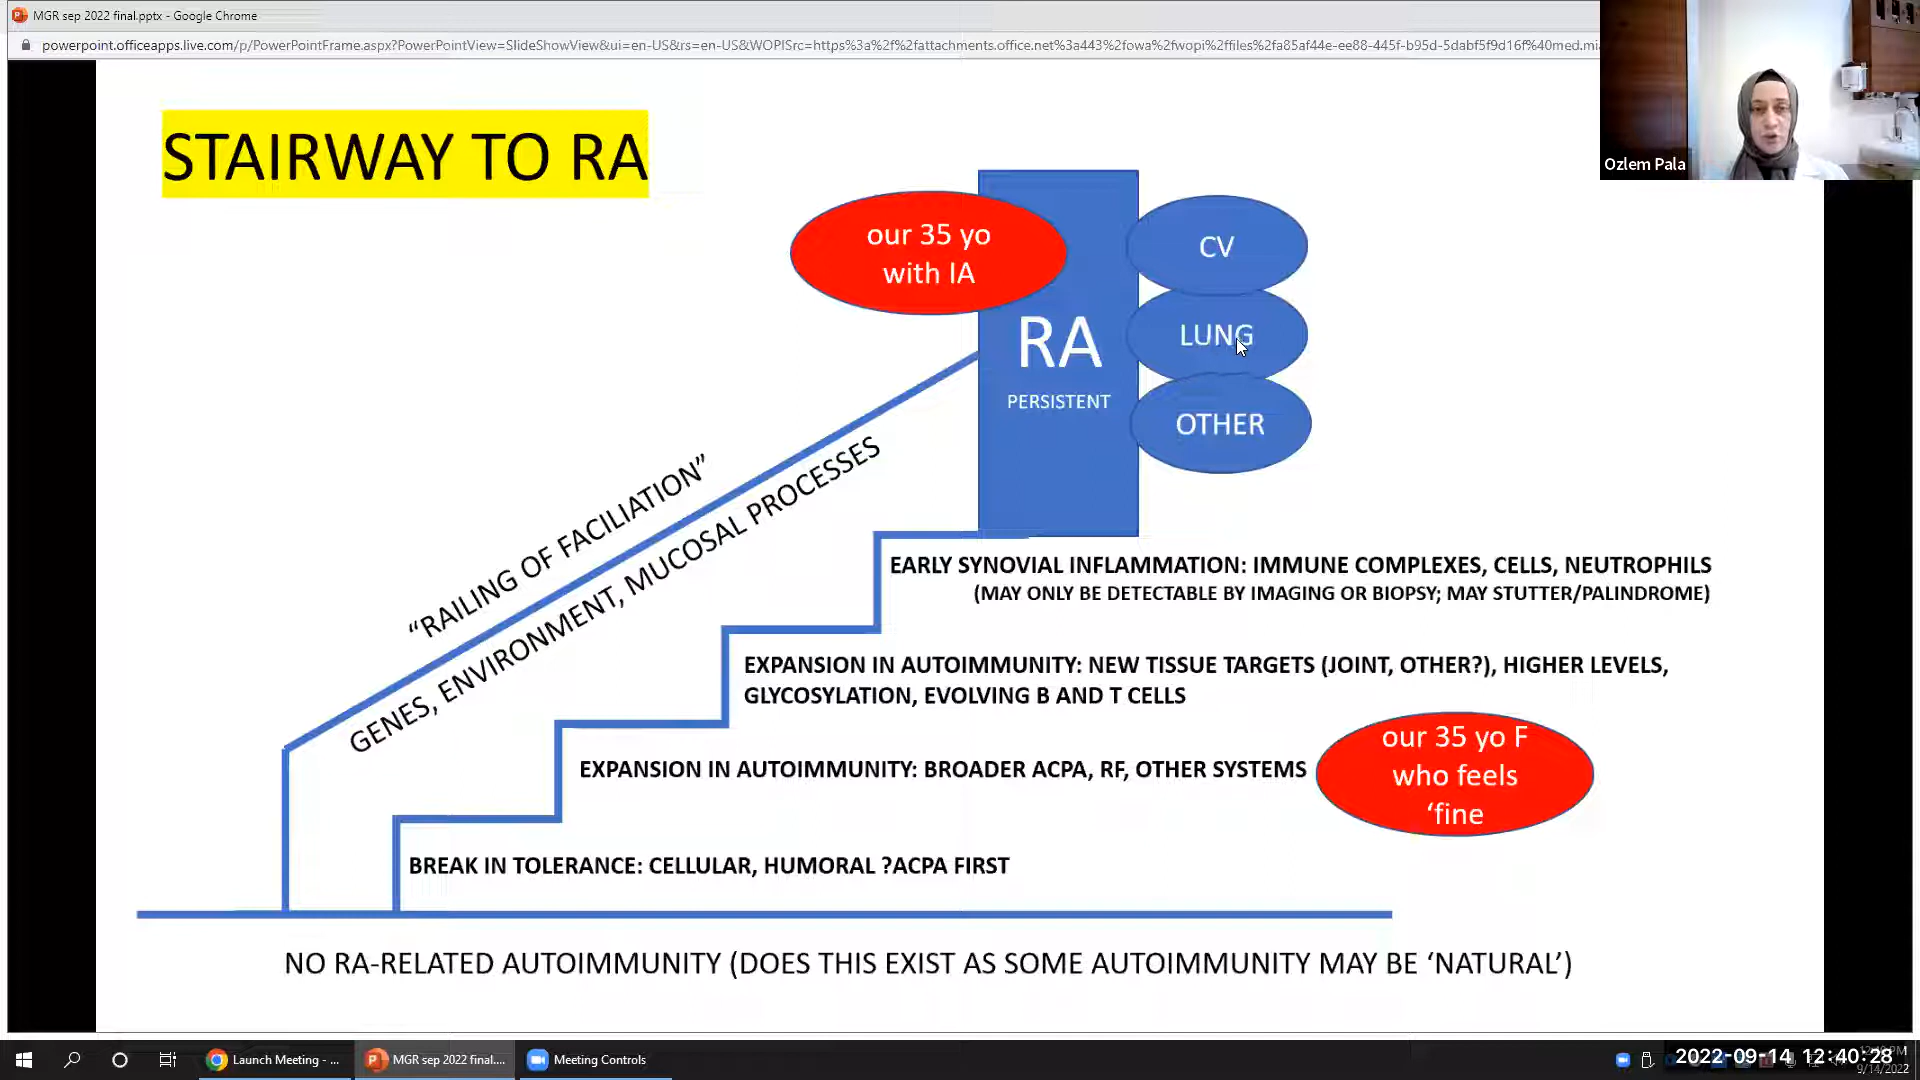 MGR sep 2022 final.pptx - Google Chrome
powerpoint.officeapps.live.com/p/PowerPointFrame.aspx?PowerPointView=SlideShowView&ui=en-US&rs=en-US&WOPISrc=https%3a%2f%2fattachments.office.net%3a443%2fowa%2fwopi%2ffiles%2fa85af44e-ee88-445f-b95d-5dabf5f9d16f%40med.mi
Ozlem Pala
STAIRWAY TO RA
our 35 yo
with IA
CV
LUNG
OTHER
RA
PERSISTENT
“RAILING OF FACILIATION”
GENES, ENVIRONMENT, MUCOSAL PROCESSES
EARLY SYNOVIAL INFLAMMATION: IMMUNE COMPLEXES, CELLS, NEUTROPHILS
(MAY ONLY BE DETECTABLE BY IMAGING OR BIOPSY; MAY STUTTER/PALINDROME)
EXPANSION IN AUTOIMMUNITY: NEW TISSUE TARGETS (JOINT, OTHER?), HIGHER LEVELS,
GLYCOSYLATION, EVOLVING B AND T CELLS
EXPANSION IN AUTOIMMUNITY: BROADER ACPA, RF, OTHER SYSTEMS
our 35 yo F
who feels
‘fine
BREAK IN TOLERANCE: CELLULAR, HUMORAL ?ACPA FIRST
NO RA-RELATED AUTOIMMUNITY (DOES THIS EXIST AS SOME AUTOIMMUNITY MAY BE ‘NATURAL’)
Launch Meeting - ...
MGR sep 2022 final....
Meeting Controls
2022-09-14 12:40:28
9/14/2022